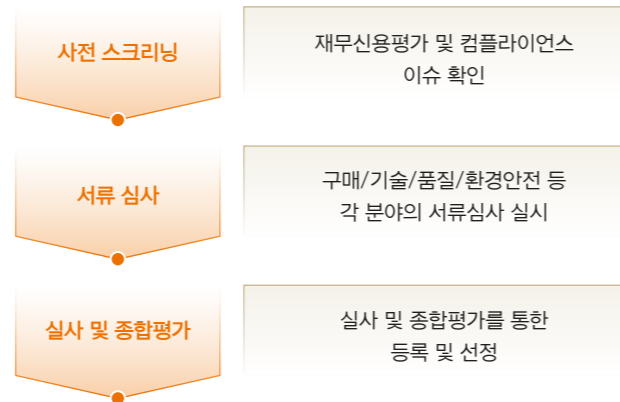 사전 스크리닝
재무신용평가 및 컴플라이언스
이슈 확인
서류 심사
구매/기술/품질/환경안전 등
각 분야의 서류심사 실시
실사 및 종합평가
실사 및 종합평가를 통한
등록 및 선정